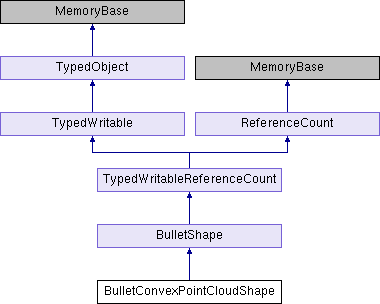 MemoryBase
TypedObject
MemoryBase
TypedWritable
ReferenceCount
TypedWritableReferenceCount
BulletShape
BulletConvexPointCloudShape